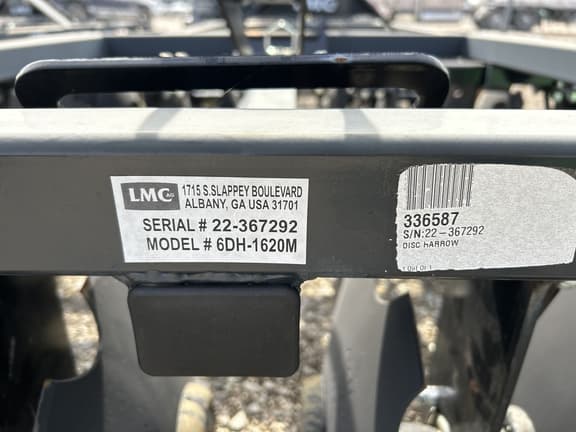 LMC AG
1715 S.SLAPPEY BOULEVARD
ALBANY, GA USA 31701
SERIAL # 22-367292
MODEL # 6DH-1620M
336587
S/N:22-367292
DISC HARROW